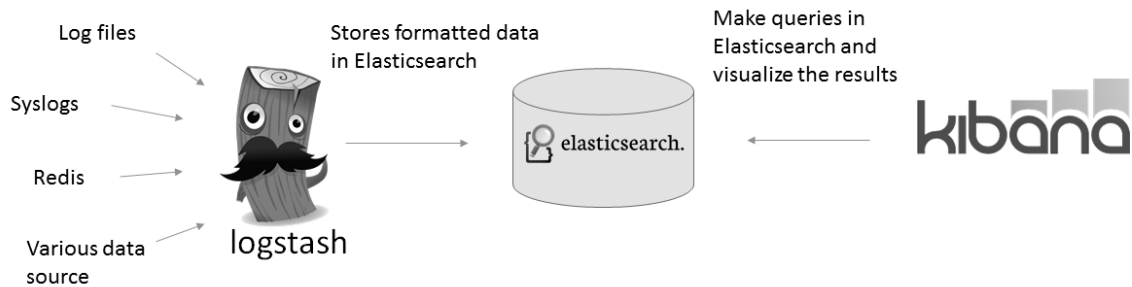 Log files
Syslogs
Redis
Various data
source
logstash
Stores formatted data
in Elasticsearch
elasticsearch.
Make queries in
Elasticsearch and
visualize the results
kibana